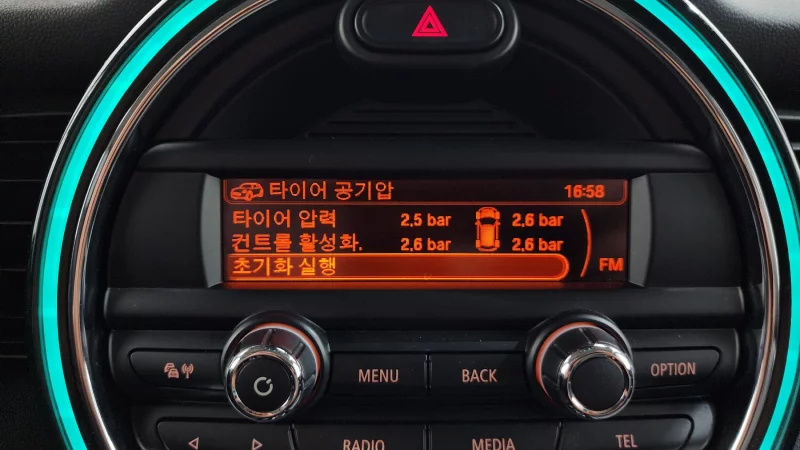 타이어 공기압 16:58
타이어 압력 2,5 bar 2,6 bar
컨트롤 활성화. 2,6 bar 2,6 bar
초기화 실행 FM
MENU BACK OPTION
RADIO MEDIA TEL